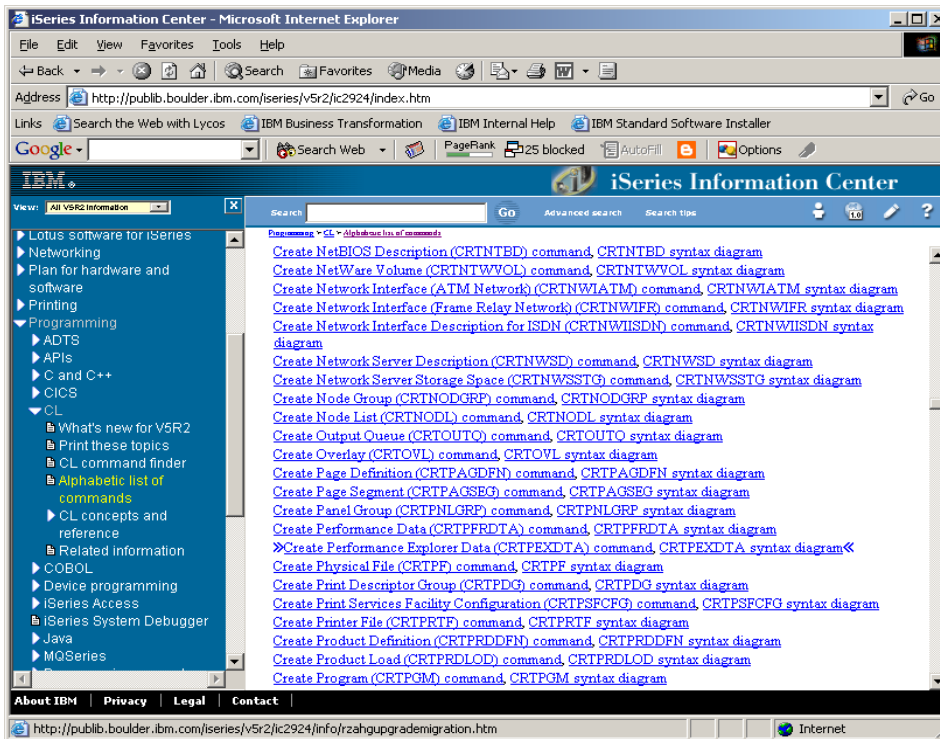 iSeries Information Center - Microsoft Internet Explorer
File Edit View Favorites Tools Help
Back Search Favorites Media
Address http://publib.boulder.ibm.com/iseries/v5r2/ic2924/index.htm Go
Links Search the Web with Lycos IBM Business Transformation IBM Internal Help IBM Standard Software Installer
Google Search Web PageRank 25 blocked AutoFill Options
IBM iSeries Information Center
View: All V5R2 Information X Search Go Advanced search Search tips 1.0 ?
Lotus software for iSeries
Networking
Plan for hardware and
software
Printing
Programming
ADTS
APIs
C and C++
CICS
CL
What's new for V5R2
Print these topics
CL command finder
Alphabetic list of
commands
CL concepts and
reference
Related information
COBOL
Device programming
iSeries Access
iSeries System Debugger
Java
MQSeries
Programming > CL > Alphabetic list of commands
Create NetBIOS Description (CRTNTBD) command, CRTNTBD syntax diagram
Create NetWare Volume (CRTNTWVOL) command, CRTNTWVOL syntax diagram
Create Network Interface (ATM Network) (CRTNWIATM) command, CRTNWIATM syntax diagram
Create Network Interface (Frame Relay Network) (CRTNWIFR) command, CRTNWIFR syntax diagram
Create Network Interface Description for ISDN (CRTNWIISDN) command, CRTNWIISDN syntax
diagram
Create Network Server Description (CRTNWSD) command, CRTNWSD syntax diagram
Create Network Server Storage Space (CRTNWSSTG) command, CRTNWSSTG syntax diagram
Create Node Group (CRTNODGRP) command, CRTNODGRP syntax diagram
Create Node List (CRTNODL) command, CRTNODL syntax diagram
Create Output Queue (CRTOUTQ) command, CRTOUTQ syntax diagram
Create Overlay (CRTOVL) command, CRTOVL syntax diagram
Create Page Definition (CRTPAGDFN) command, CRTPAGDFN syntax diagram
Create Page Segment (CRTPAGSEG) command, CRTPAGSEG syntax diagram
Create Panel Group (CRTPNLGRP) command, CRTPNLGRP syntax diagram
Create Performance Data (CRTPFRDTA) command, CRTPFRDTA syntax diagram
»Create Performance Explorer Data (CRTPEXDTA) command, CRTPEXDTA syntax diagram«
Create Physical File (CRTPF) command, CRTPF syntax diagram
Create Print Descriptor Group (CRTPDG) command, CRTPDG syntax diagram
Create Print Services Facility Configuration (CRTPSFCFG) command, CRTPSFCFG syntax diagram
Create Printer File (CRTPRTF) command, CRTPRTF syntax diagram
Create Product Definition (CRTPRDDFN) command, CRTPRDDFN syntax diagram
Create Product Load (CRTPRDLOD) command, CRTPRDLOD syntax diagram
Create Program (CRTPGM) command, CRTPGM syntax diagram
About IBM | Privacy | Legal | Contact |
http://publib.boulder.ibm.com/iseries/v5r2/ic2924/info/rzahgupgrademigration.htm Internet